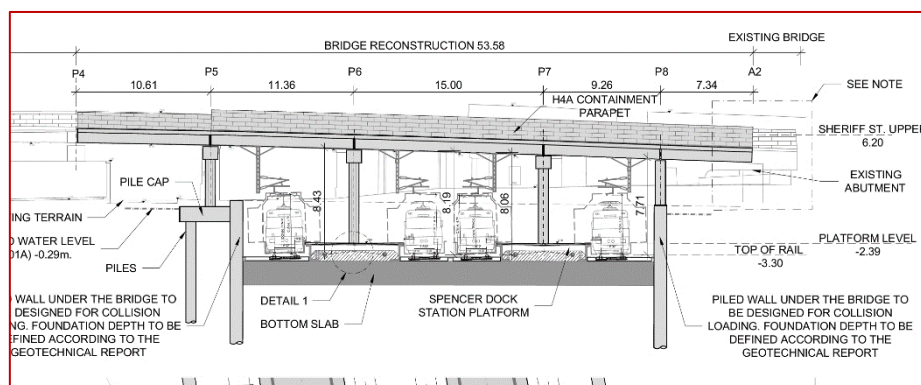 BRIDGE RECONSTRUCTION 53.58
EXISTING BRIDGE
P4
P5
P6
P7
P8
A2
10.61
11.36
15.00
9.26
7.34
SEE NOTE
H4A CONTAINMENT
PARAPET
SHERIFF ST. UPPER
6.20
PILE CAP
EXISTING
ABUTMENT
8.43
8.19
8.06
7.71
ING TERRAIN
WATER LEVEL
01A) -0.29m.
PILES
TOP OF RAIL
-3.30
PLATFORM LEVEL
-2.39
WALL UNDER THE BRIDGE TO
DESIGNED FOR COLLISION
NG. FOUNDATION DEPTH TO BE
EFINED ACCORDING TO THE
GEOTECHNICAL REPORT
DETAIL 1
BOTTOM SLAB
SPENCER DOCK
STATION PLATFORM
PILED WALL UNDER THE BRIDGE TO
BE DESIGNED FOR COLLISION
LOADING. FOUNDATION DEPTH TO BE
DEFINED ACCORDING TO THE
GEOTECHNICAL REPORT